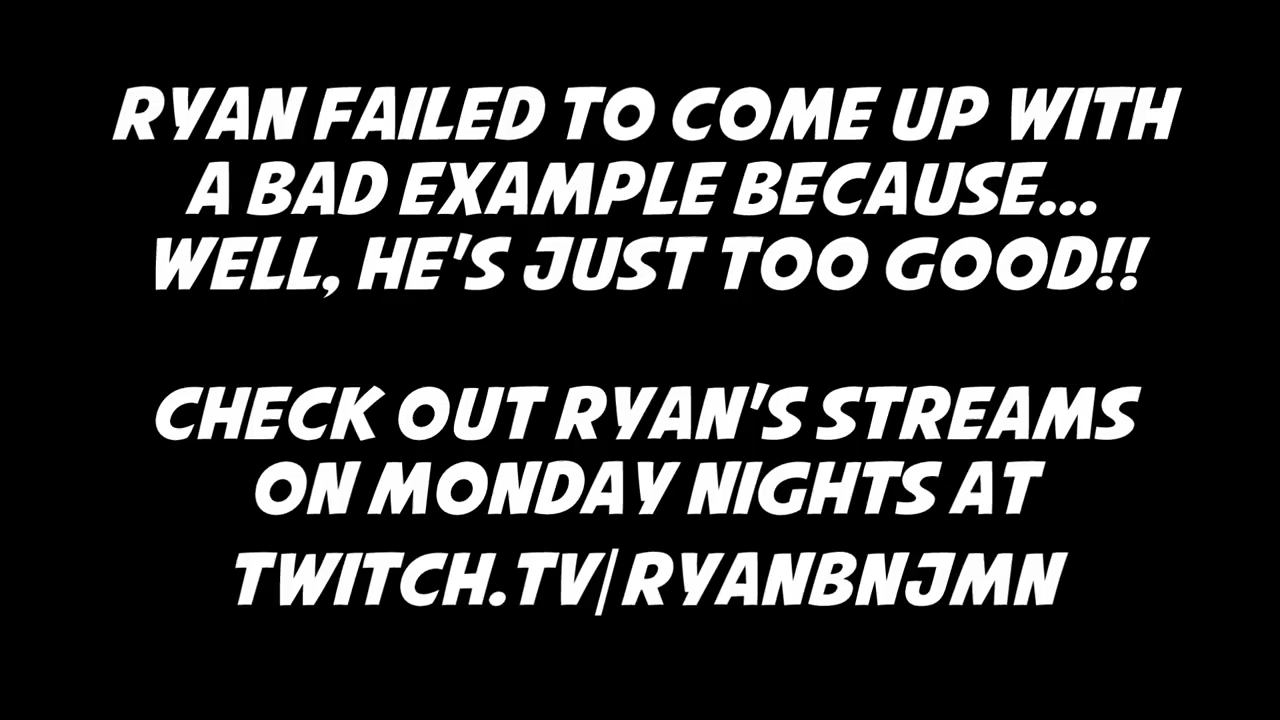 RYAN FAILED TO COME UP WITH
A BAD EXAMPLE BECAUSE...
WELL, HE'S JUST TOO GOOD!!
CHECK OUT RYAN'S STREAMS
ON MONDAY NIGHTS AT
TWITCH.TV/RYANBNJMN